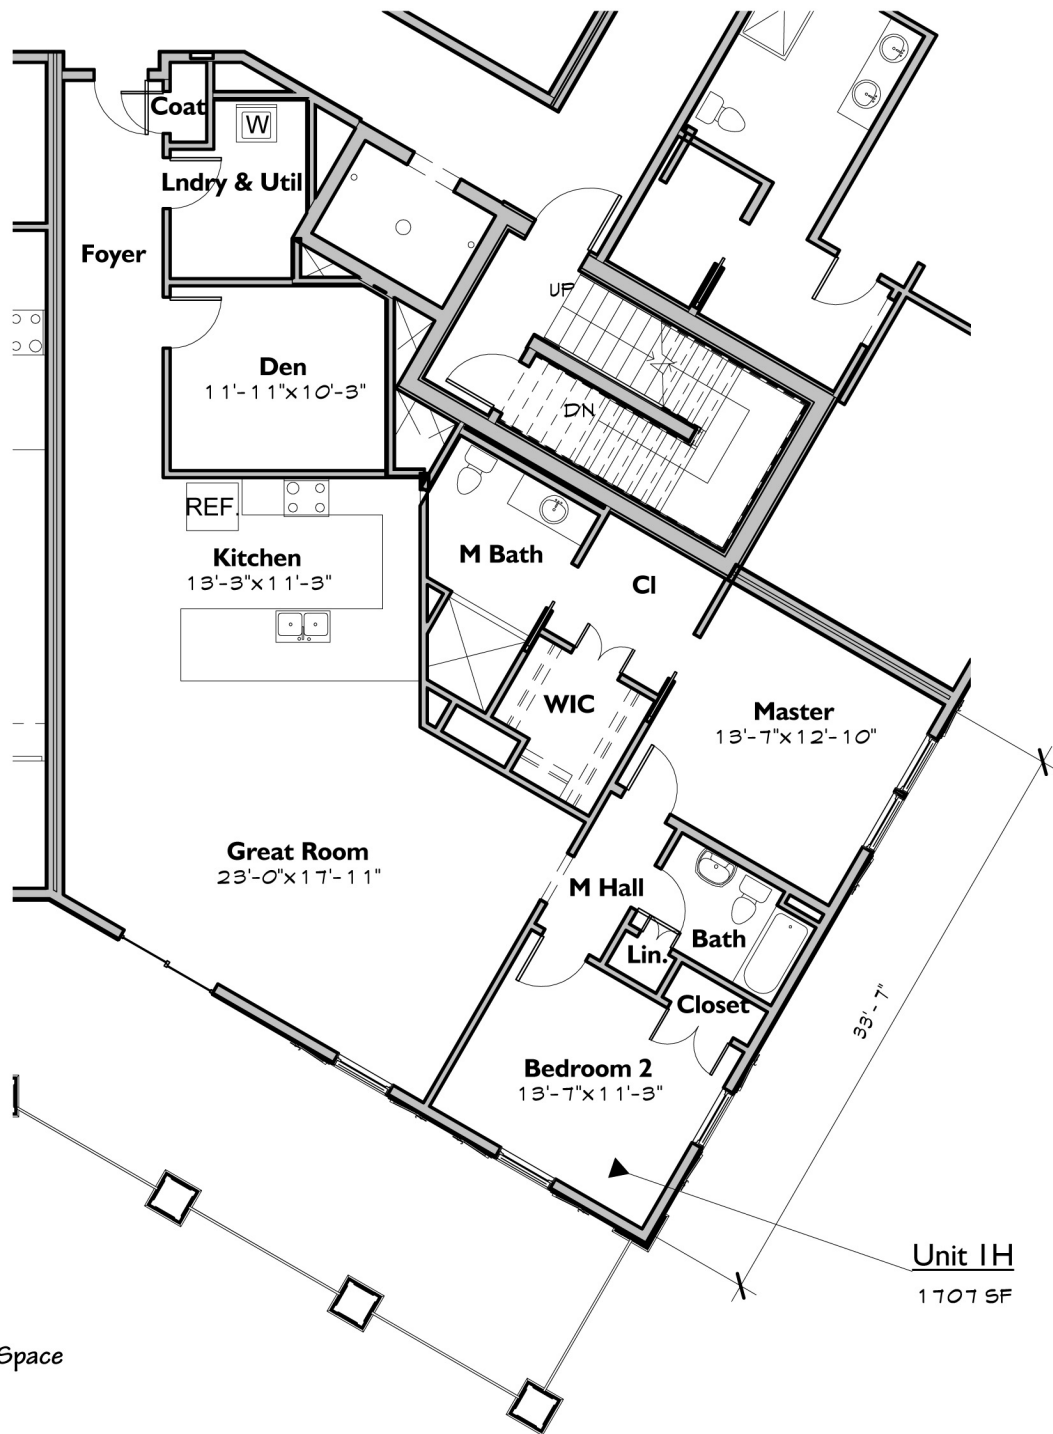 Coat
W
Lndry & Util
Foyer
UP
Den
11'-11"x10'-3"
DN
REF.
Kitchen
13'-3"x11'-3"
M Bath
Cl
WIC
Master
13'-7"x12'-10"
Great Room
23'-0"x17'-11"
M Hall
Bath
Lin.
Closet
33'-7"
Bedroom 2
13'-7"x11'-3"
Unit 1H
1707 SF
Space